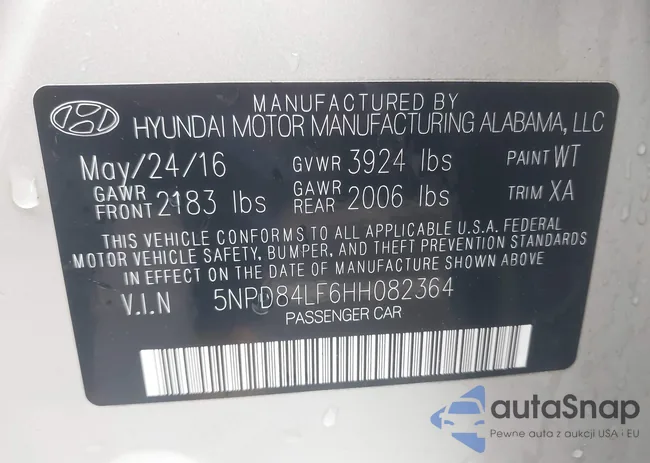 MANUFACTURED BY
HYUNDAI MOTOR MANUFACTURING ALABAMA, LLC
May/24/16 GVWR 3924 lbs PAINT WT
GAWR FRONT 2183 lbs GAWR REAR 2006 lbs TRIM XA
THIS VEHICLE CONFORMS TO ALL APPLICABLE U.S.A. FEDERAL
MOTOR VEHICLE SAFETY, BUMPER, AND THEFT PREVENTION STANDARDS
IN EFFECT ON THE DATE OF MANUFACTURE SHOWN ABOVE
V.I.N 5NPD84LF6HH082364
PASSENGER CAR
autaSnap
Pewne auta z aukcji USA i EU